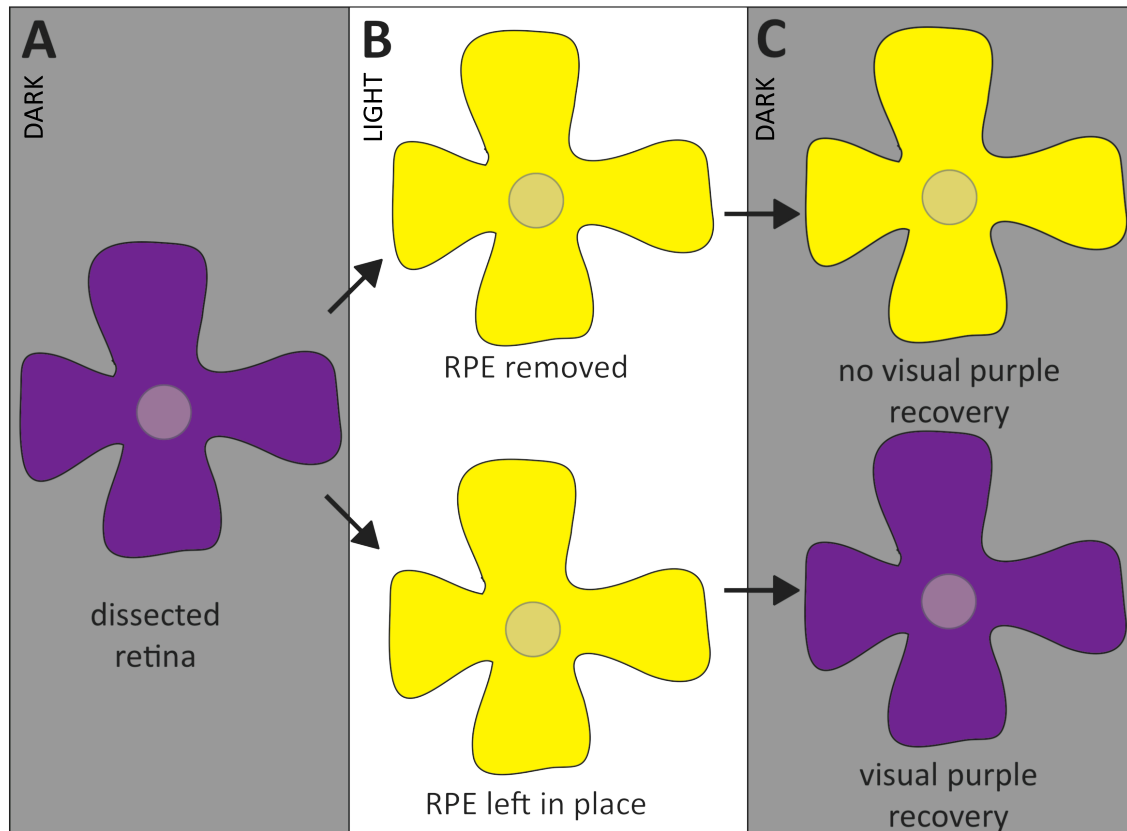 A
DARK
dissected
retina
B
LIGHT
RPE removed
RPE left in place
C
DARK
no visual purple
recovery
visual purple
recovery